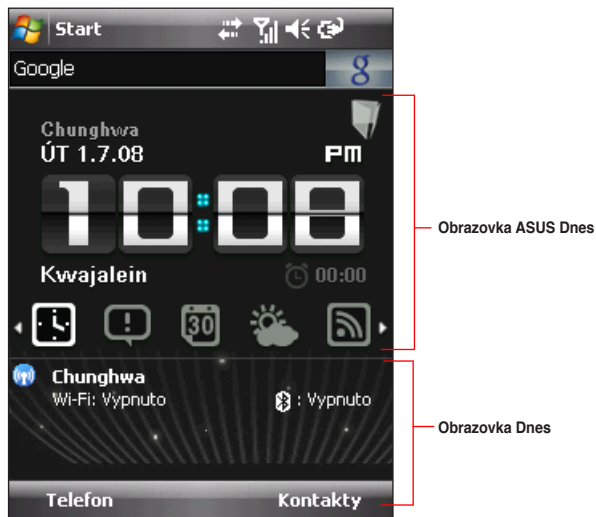 Start
Google
g
Chunghwa
ÚT 1.7.08
PM
10:08
Kwajalein
00:00
30
Obrazovka ASUS Dnes
Chunghwa
Wi-Fi: Vypnuto
: Vypnuto
Obrazovka Dnes
Telefon
Kontakty